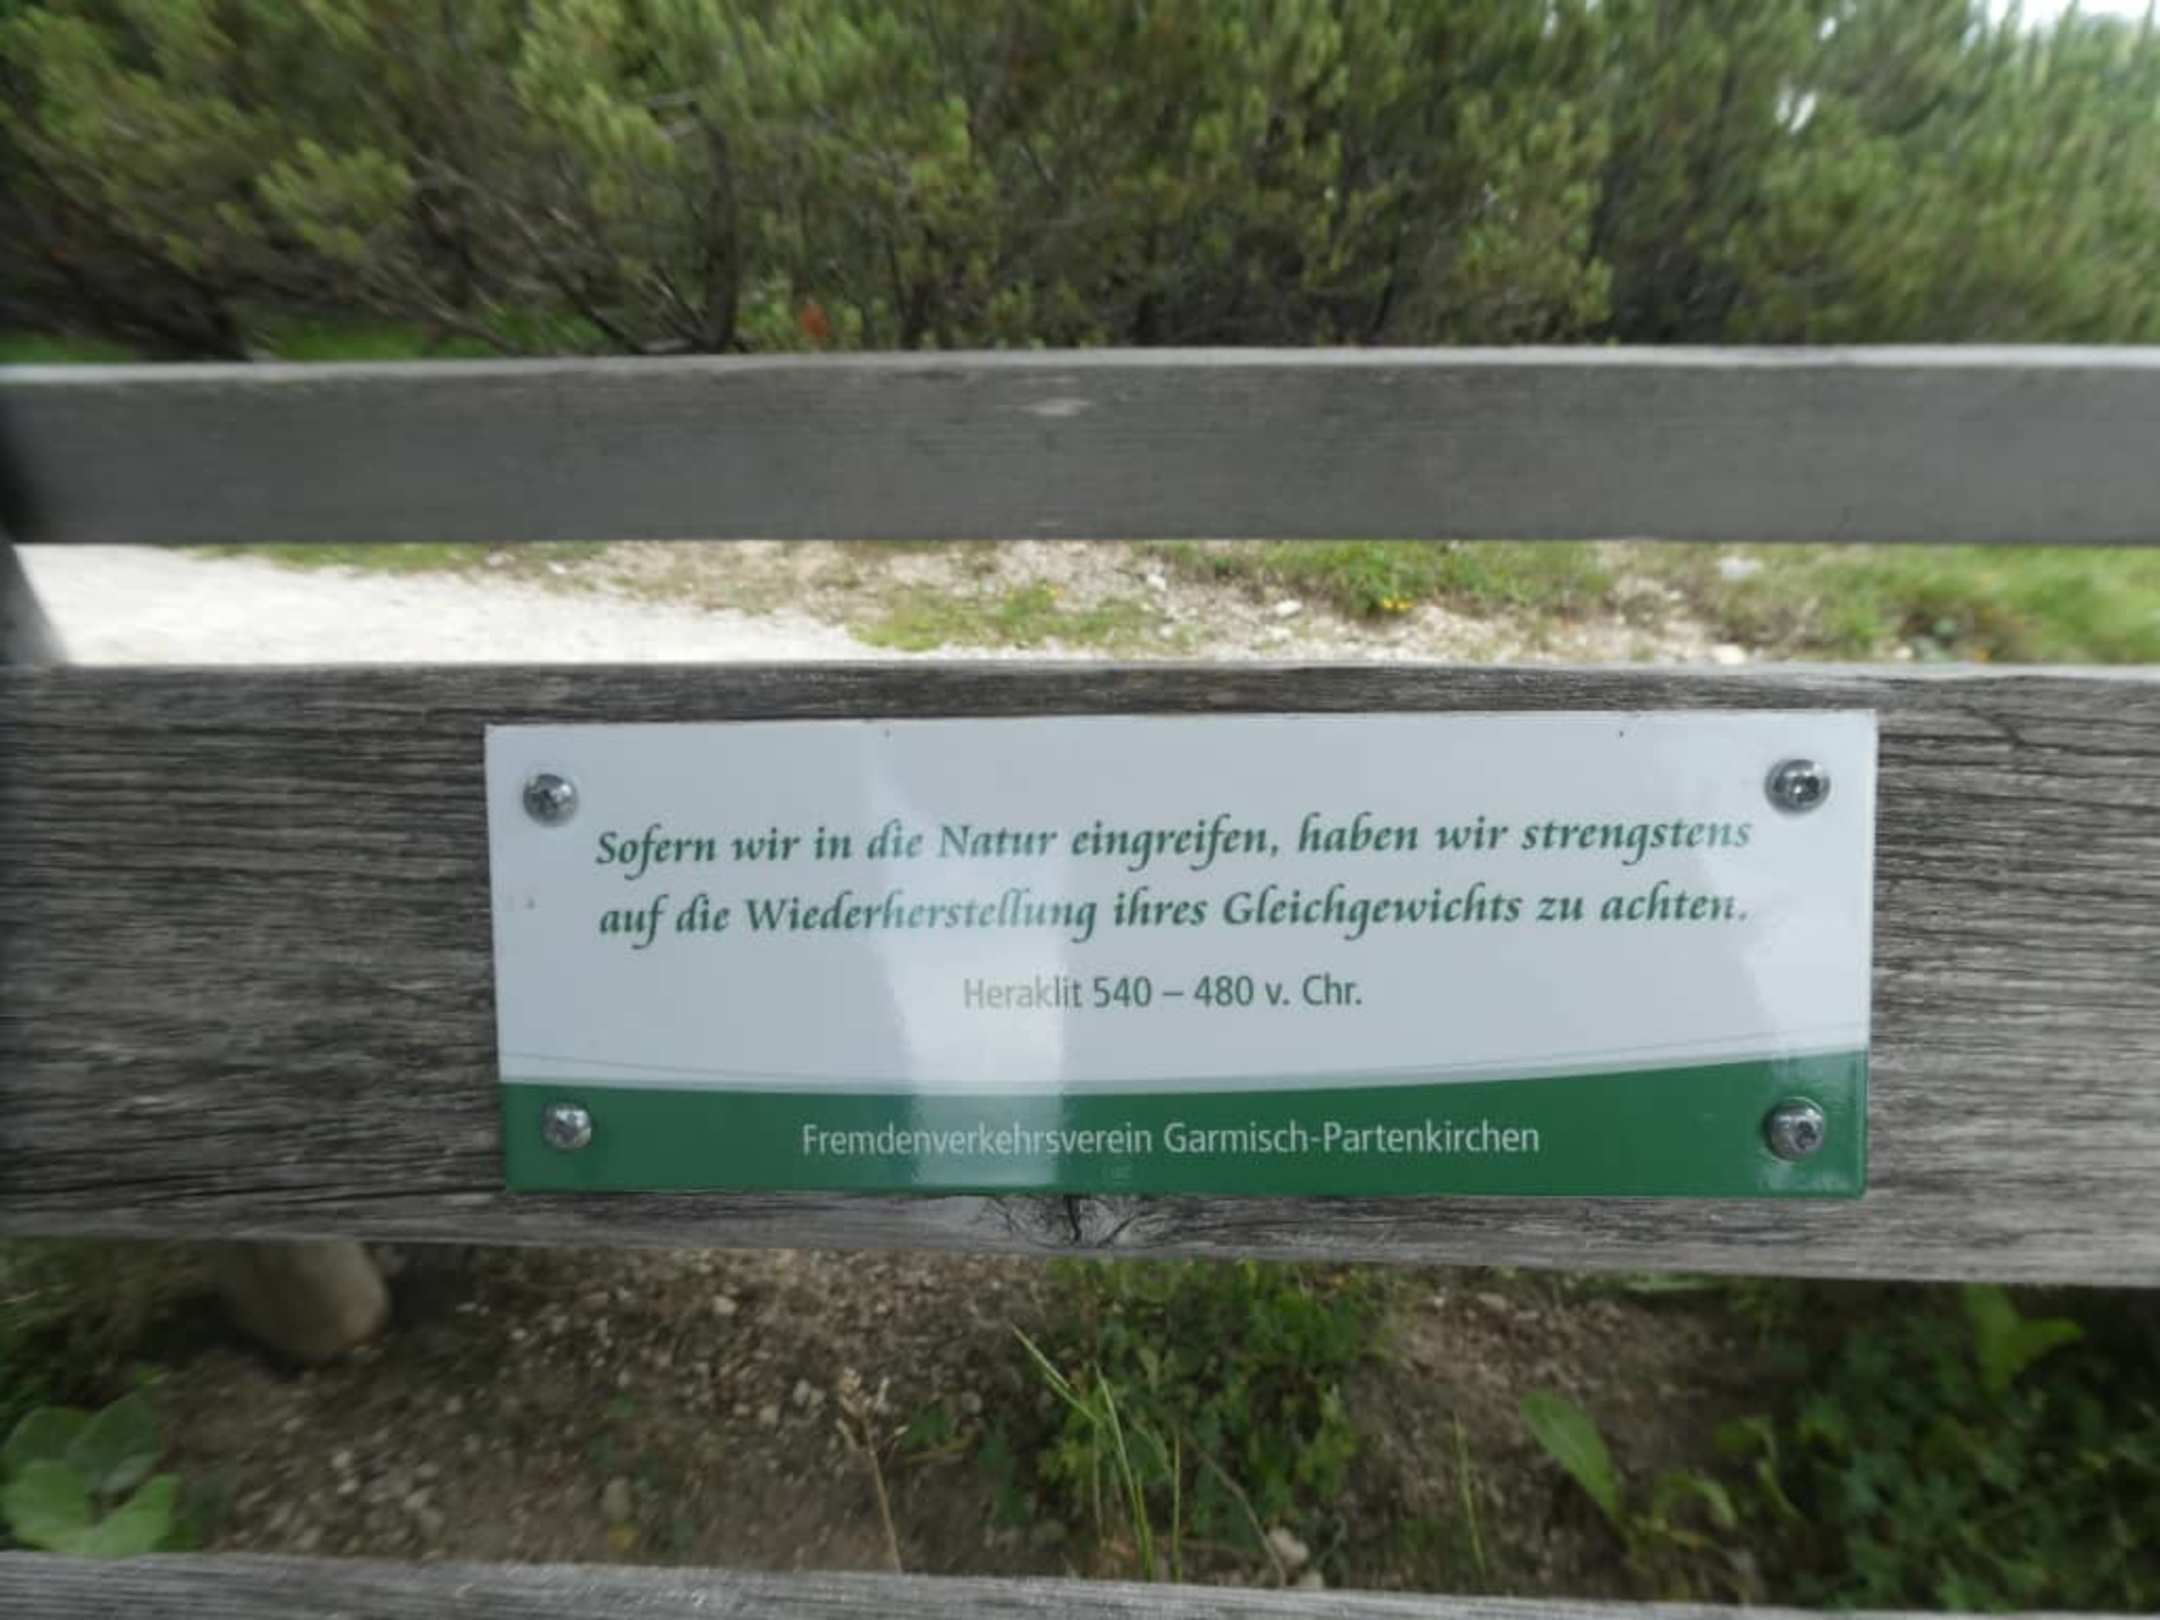 Sofern wir in die Natur eingreifen, haben wir strengstens
auf die Wiederherstellung ihres Gleichgewichts zu achten.
Heraklit 540 – 480 v. Chr.
Fremdenverkehrsverein Garmisch-Partenkirchen